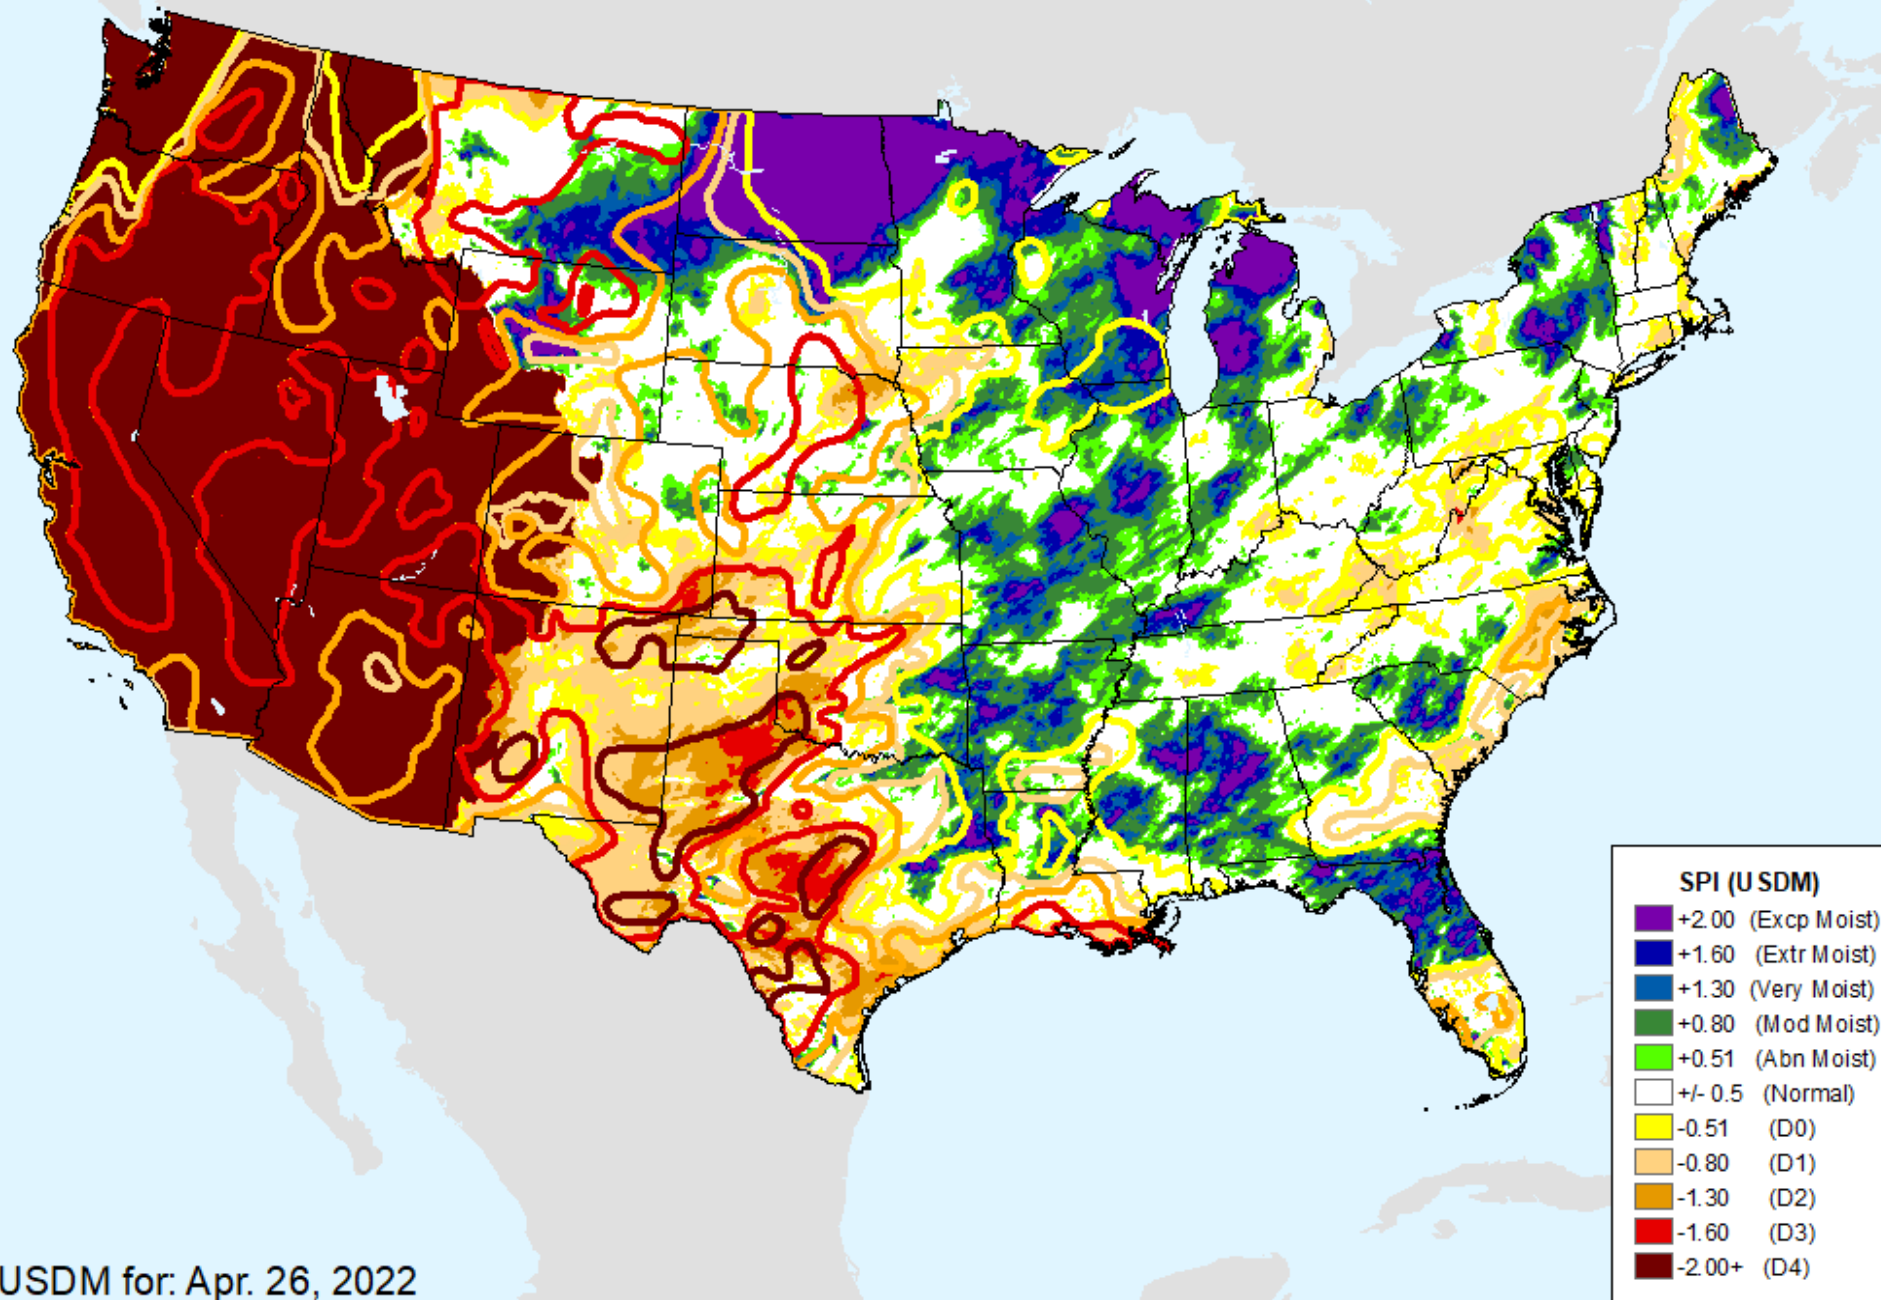 SPI (USDM)
+2.00 (Excp Moist)
+1.60 (Extr Moist)
+1.30 (Very Moist)
+0.80 (Mod Moist)
+0.51 (Abn Moist)
+/- 0.5 (Normal)
-0.51 (D0)
-0.80 (D1)
-1.30 (D2)
-1.60 (D3)
-2.00+ (D4)
USDM for: Apr. 26, 2022